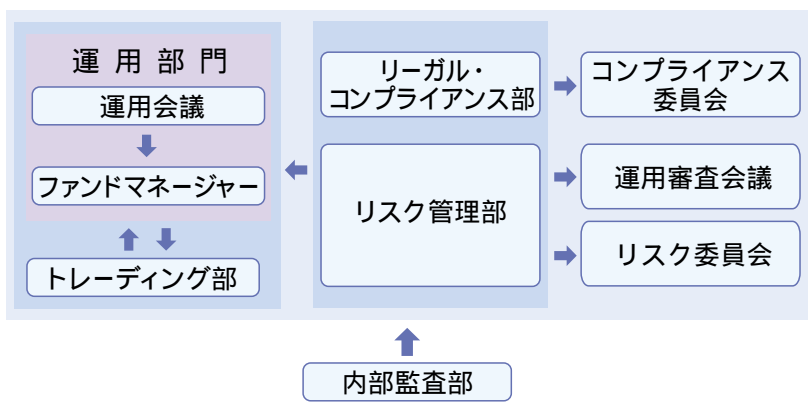 運用部門
運用会議
ファンドマネージャー
トレーディング部
リーガル・
コンプライアンス部
リスク管理部
コンプライアンス
委員会
運用審査会議
リスク委員会
内部監査部